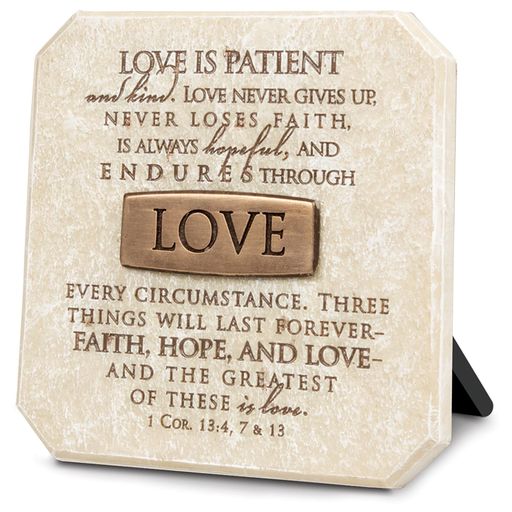 LOVE IS PATIENT
and kind. LOVE NEVER GIVES UP,
NEVER LOSES FAITH,
IS ALWAYS hopeful, AND
ENDURES THROUGH
LOVE
EVERY CIRCUMSTANCE. THREE
THINGS WILL LAST FOREVER–
FAITH, HOPE, AND LOVE–
AND THE GREATEST
OF THESE is love.
1 COR. 13:4, 7 & 13